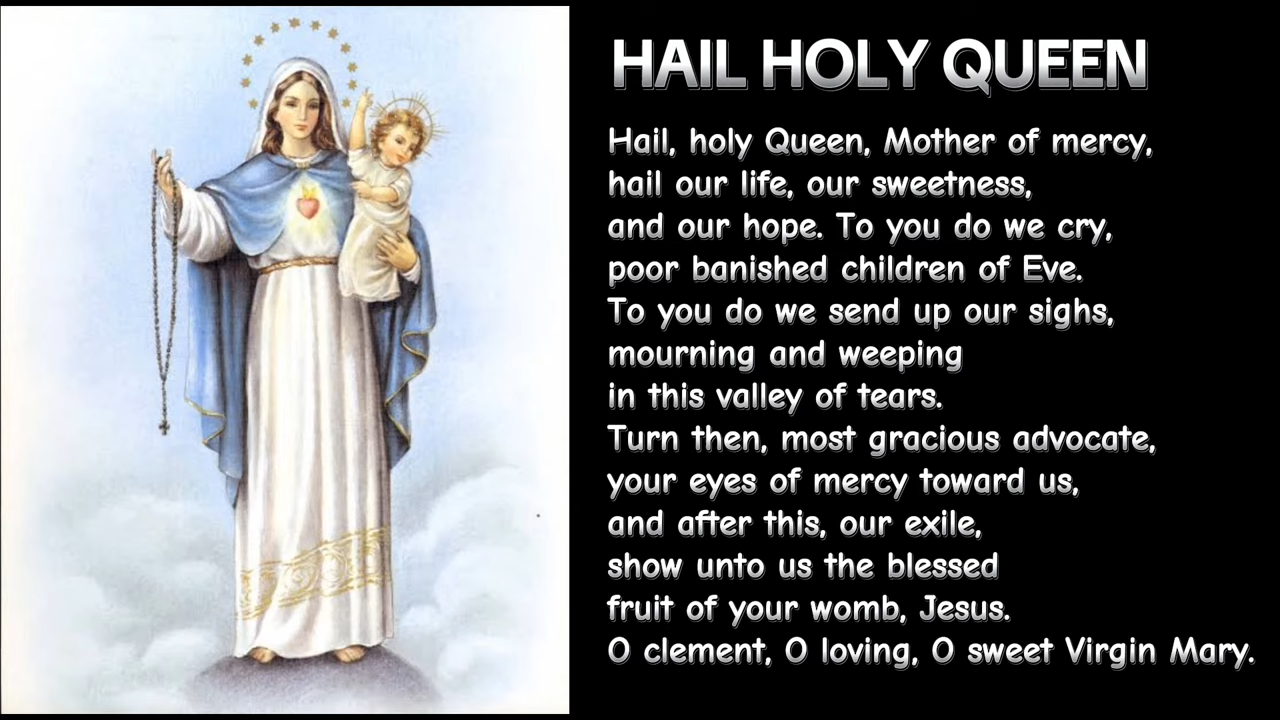 HAIL HOLY QUEEN
Hail, holy Queen, Mother of mercy,
hail our life, our sweetness,
and our hope. To you do we cry,
poor banished children of Eve.
To you do we send up our sighs,
mourning and weeping
in this valley of tears.
Turn then, most gracious advocate,
your eyes of mercy toward us,
and after this, our exile,
show unto us the blessed
fruit of your womb, Jesus.
O clement, O loving, O sweet Virgin Mary.